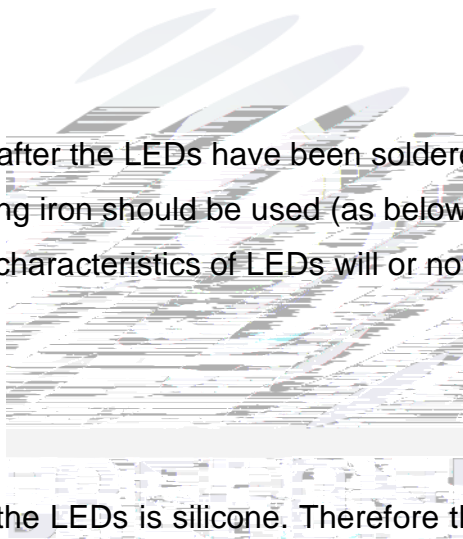 after the LEDs have been soldere
ng iron should be used (as below
characteristics of LEDs will or no
the LEDs is silicone. Therefore th